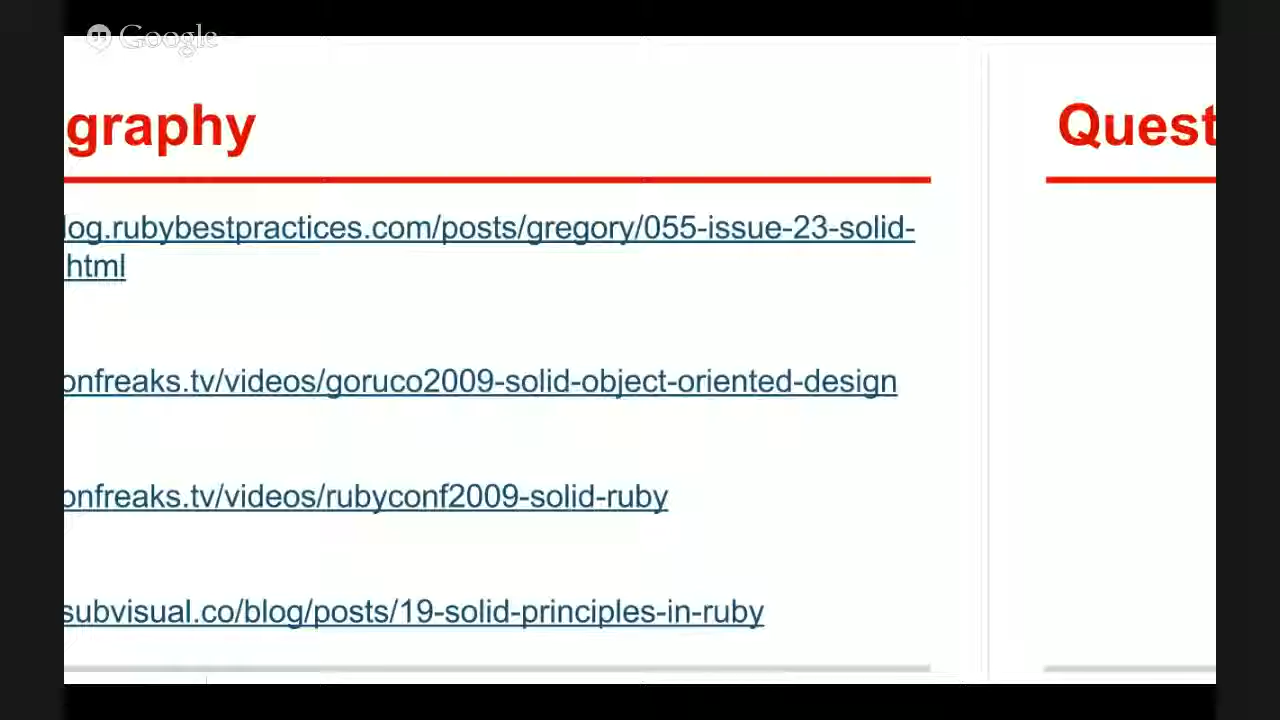 Google
graphy
Quest
log.rubybestpractices.com/posts/gregory/055-issue-23-solid-
html
onfreaks.tv/videos/goruco2009-solid-object-oriented-design
onfreaks.tv/videos/rubyconf2009-solid-ruby
subvisual.co/blog/posts/19-solid-principles-in-ruby